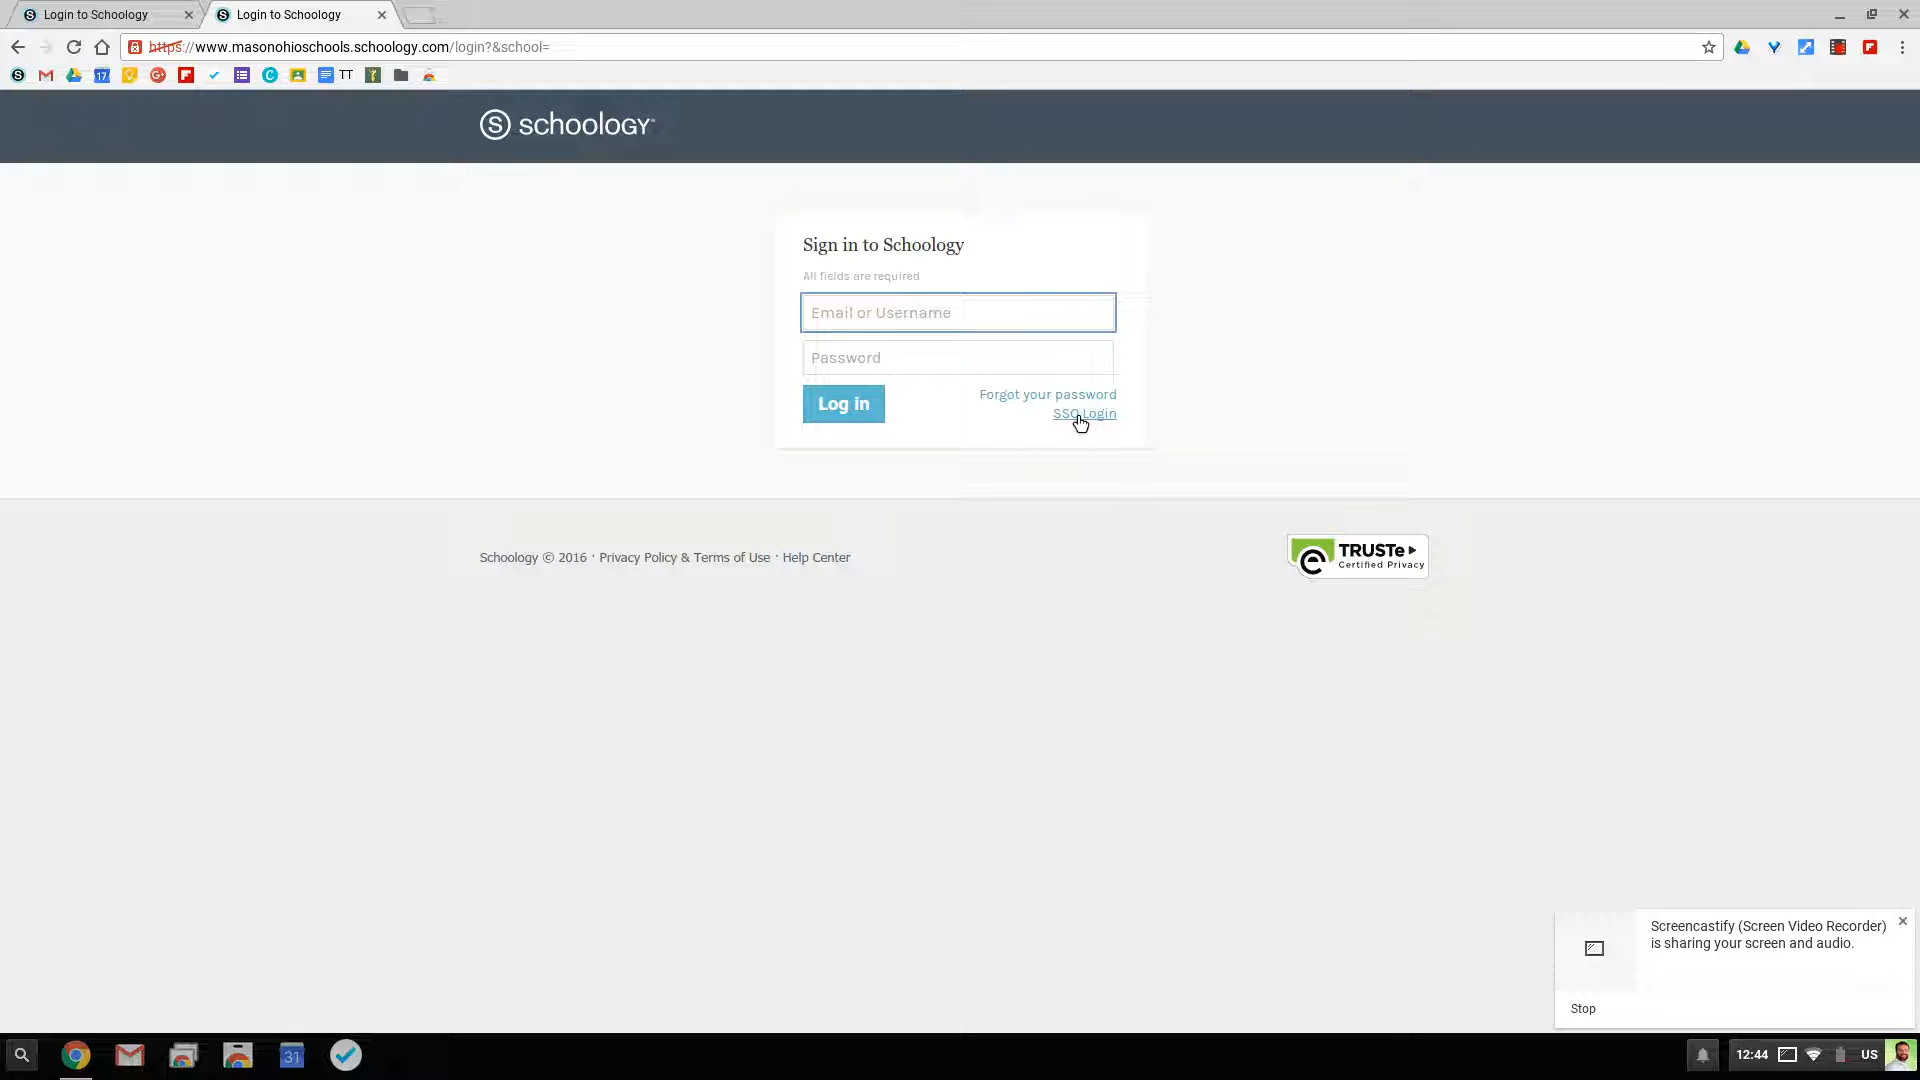 Login to Schoology
Login to Schoology
https://www.masonohioschools.schoology.com/login?&school=
17
TT
S schoology
Sign in to Schoology
All fields are required
Email or Username
Password
Log in
Forgot your password
SSO Login
Schoology © 2016 · Privacy Policy & Terms of Use · Help Center
TRUSTe
Certified Privacy
Screencastify (Screen Video Recorder)
is sharing your screen and audio.
Stop
31
12:44
US